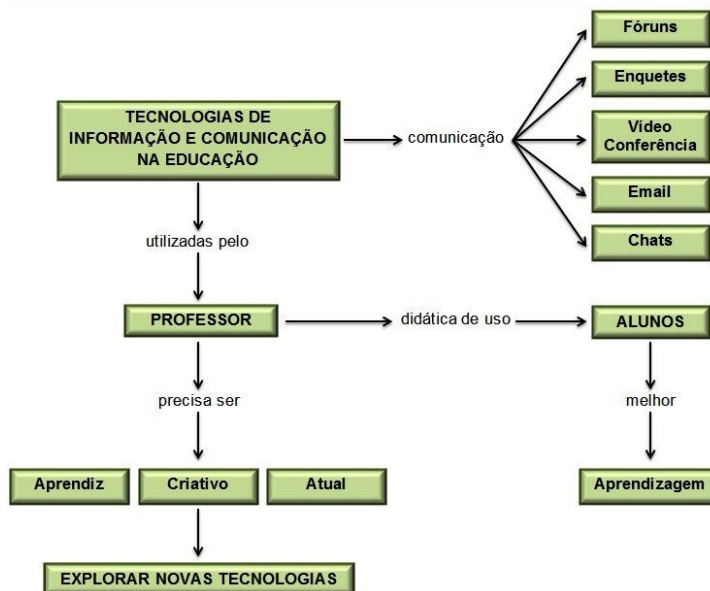 Fóruns
Enquetes
TECNOLOGIAS DE
INFORMAÇÃO E COMUNICAÇÃO
NA EDUCAÇÃO
comunicação
Vídeo
Conferência
Email
Chats
utilizadas pelo
PROFESSOR
didática de uso
ALUNOS
precisa ser
melhor
Aprendiz
Criativo
Atual
Aprendizagem
EXPLORAR NOVAS TECNOLOGIAS